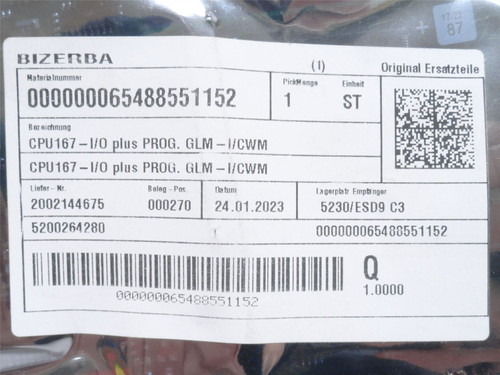 87
BIZERBA
(I)
Original Ersatzteile
Materialnummer
PickMenge
Einheit
000000065488551152
1
ST
Bezeichnung
CPU167-I/O plus PROG. GLM-I/CWM
CPU167-I/O plus PROG. GLM-I/CWM
Liefer-Nr.
Beleg-Pos.
Datum
Lagerplatz Empfänger
2002144675
000270
24.01.2023
5230/ESD9 C3
5200264280
000000065488551152
Q
1.0000
000000065488551152